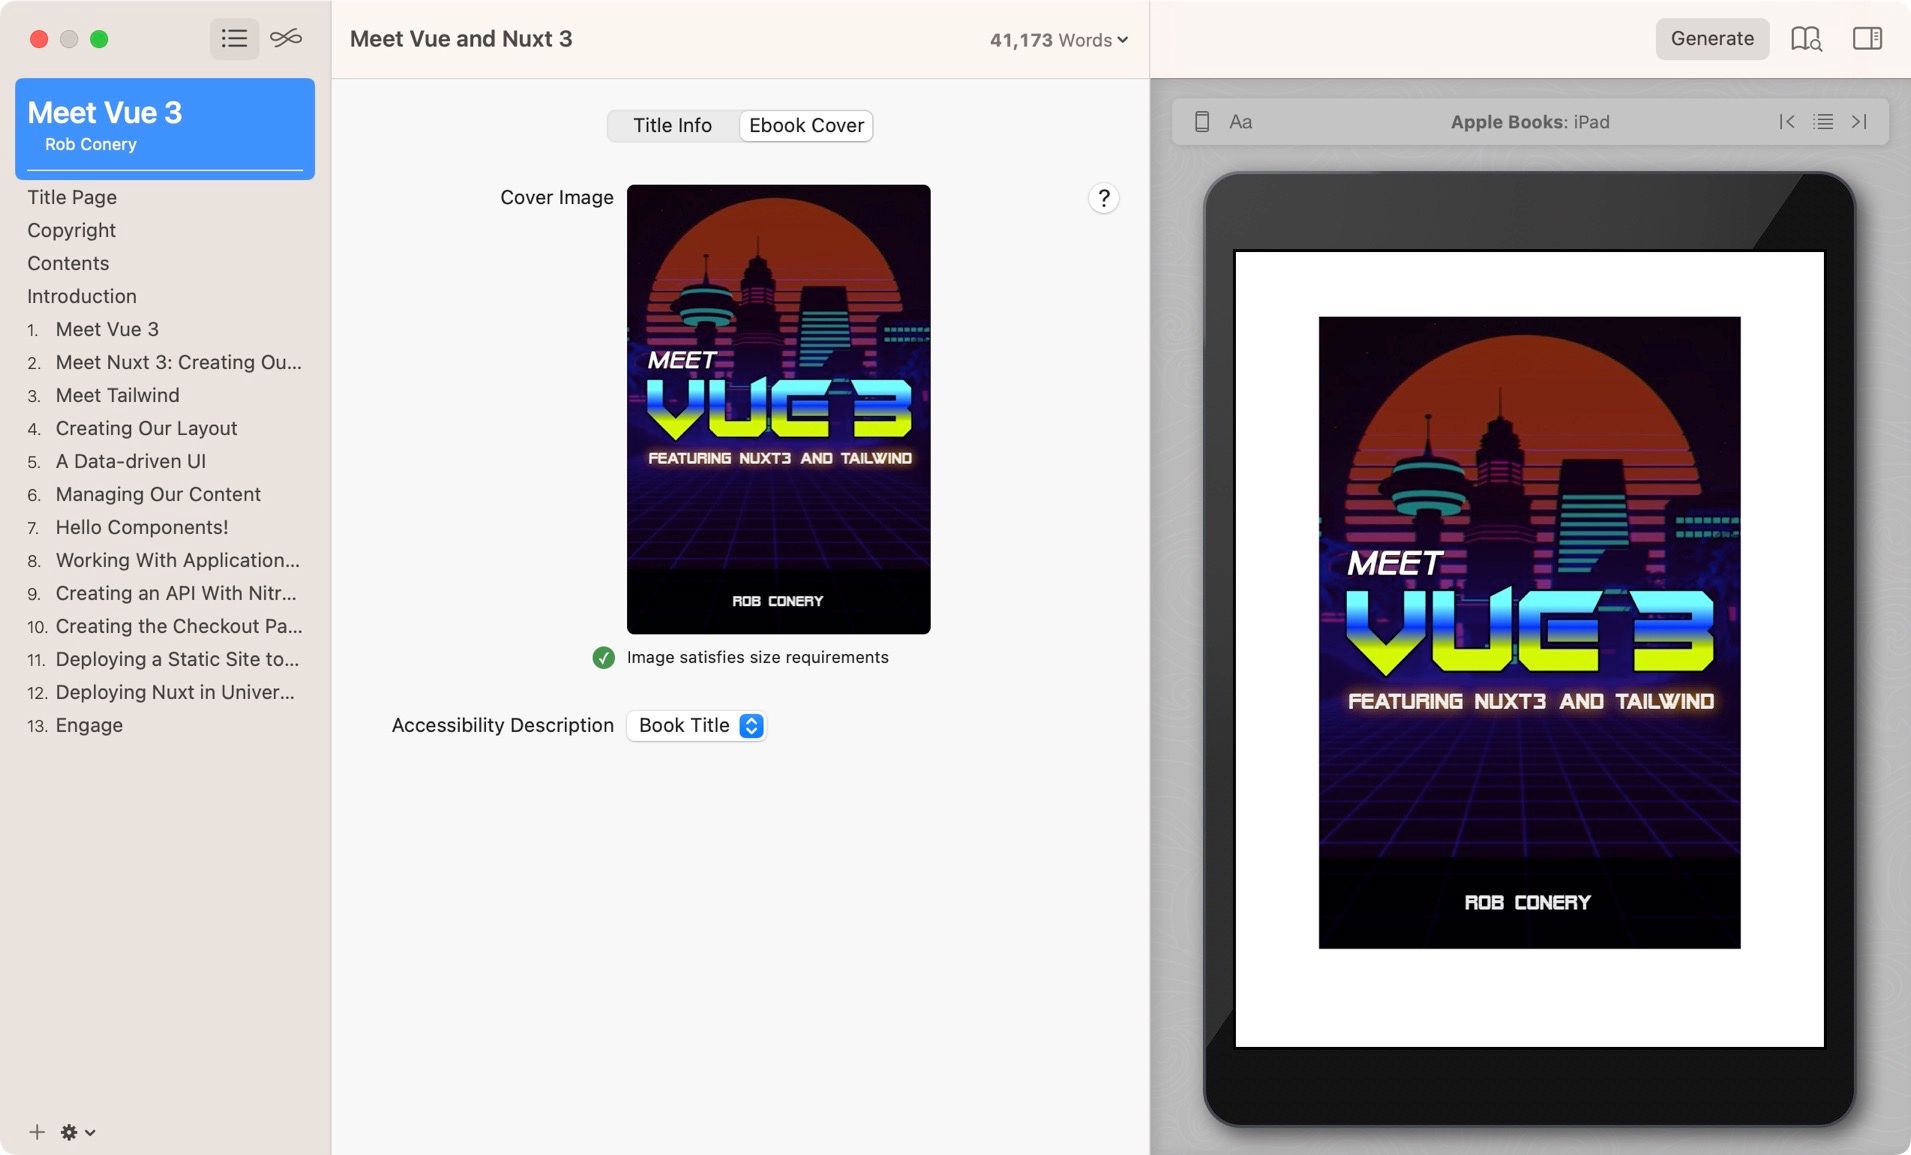 Meet Vue 3
Rob Conery
Title Page
Copyright
Contents
Introduction
1. Meet Vue 3
2. Meet Nuxt 3: Creating Ou...
3. Meet Tailwind
4. Creating Our Layout
5. A Data-driven UI
6. Managing Our Content
7. Hello Components!
8. Working With Application...
9. Creating an API With Nitr...
10. Creating the Checkout Pa...
11. Deploying a Static Site to...
12. Deploying Nuxt in Univer...
13. Engage
Meet Vue and Nuxt 3
41,173 Words
Title Info
Ebook Cover
Cover Image
?
MEET
VUE 3
FEATURING NUXT3 AND TAILWIND
ROB CONERY
Image satisfies size requirements
Accessibility Description
Book Title
Generate
Aa
Apple Books: iPad
MEET
VUE 3
FEATURING NUXT3 AND TAILWIND
ROB CONERY